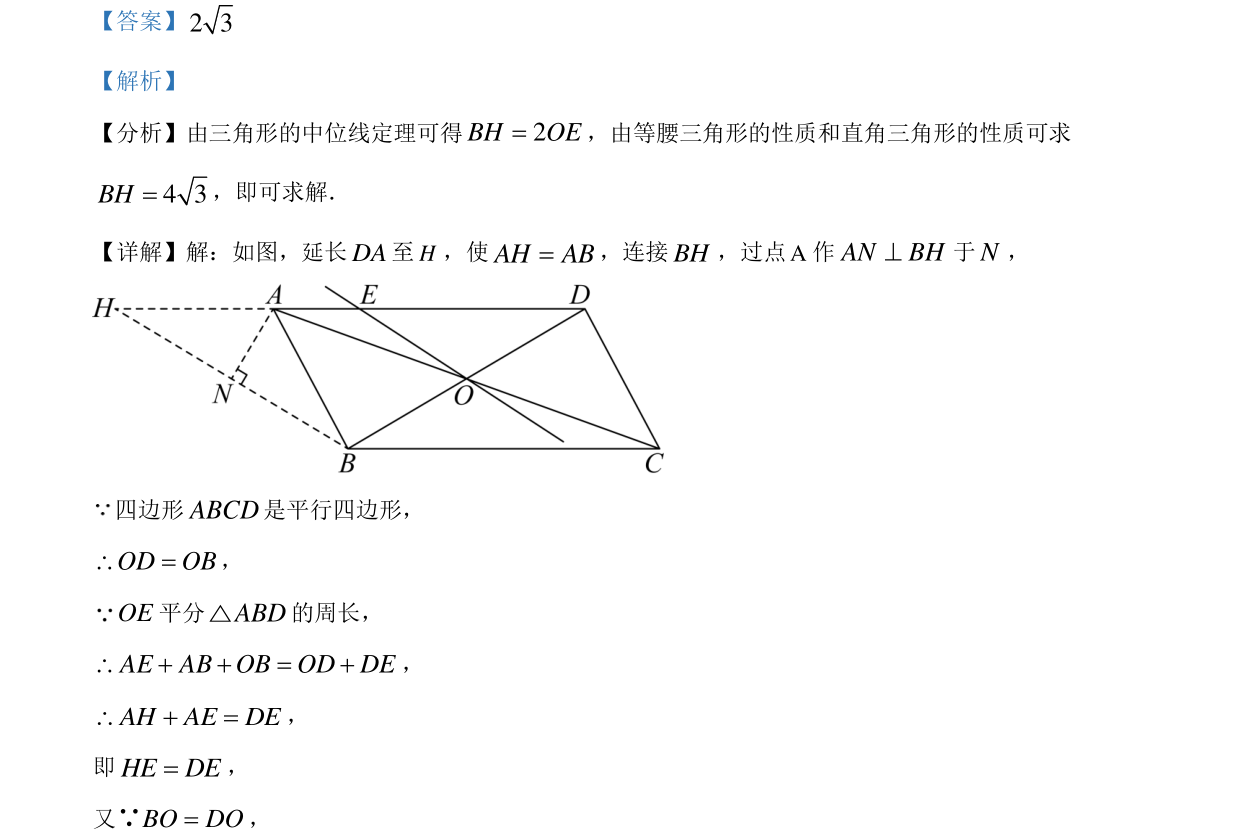 【答案】2√3
【解析】
【分析】由三角形的中位线定理可得 BH = 2OE，由等腰三角形的性质和直角三角形的性质可求
BH = 4√3，即可求解.
【详解】解：如图，延长 DA 至 H，使 AH = AB，连接 BH，过点 A 作 AN ⊥ BH 于 N，
H A E D
N O
B C
∵四边形 ABCD 是平行四边形，
∴OD = OB，
∵OE 平分△ABD 的周长，
∴AE + AB + OB = OD + DE，
∴AH + AE = DE，
即 HE = DE，
又∵BO = DO，